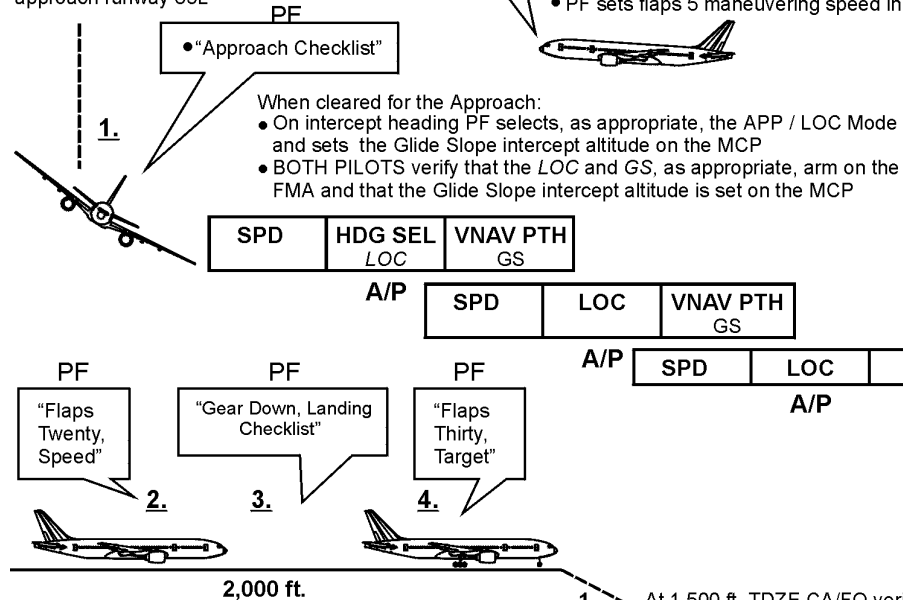 approach runway
PF sets flaps 5 maneuvering speed in
PF
• “Approach Checklist”
When cleared for the Approach:
• On intercept heading PF selects, as appropriate, the APP / LOC Mode
and sets the Glide Slope intercept altitude on the MCP
• BOTH PILOTS verify that the LOC and GS, as appropriate, arm on the
FMA and that the Glide Slope intercept altitude is set on the MCP
1.
SPD HDG SEL VNAV PTH
LOC GS
A/P
SPD LOC VNAV PTH
GS
A/P
SPD LOC
A/P
PF
“Flaps
Twenty,
Speed”
2.
PF
“Gear Down, Landing
Checklist”
3.
PF
“Flaps
Thirty,
Target”
4.
2,000 ft.
1.
At 1,500 ft. TDZE CA/FO